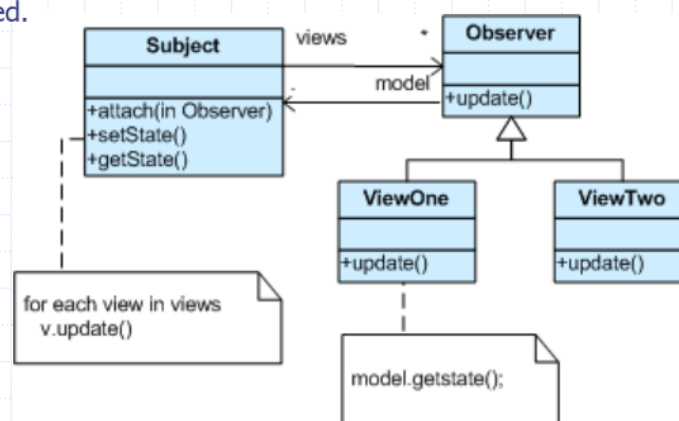 ed.
Subject
views
*
Observer
model
+update()
+attach(in Observer)
+setState()
+getState()
ViewOne
ViewTwo
+update()
+update()
for each view in views
v.update()
model.getstate();